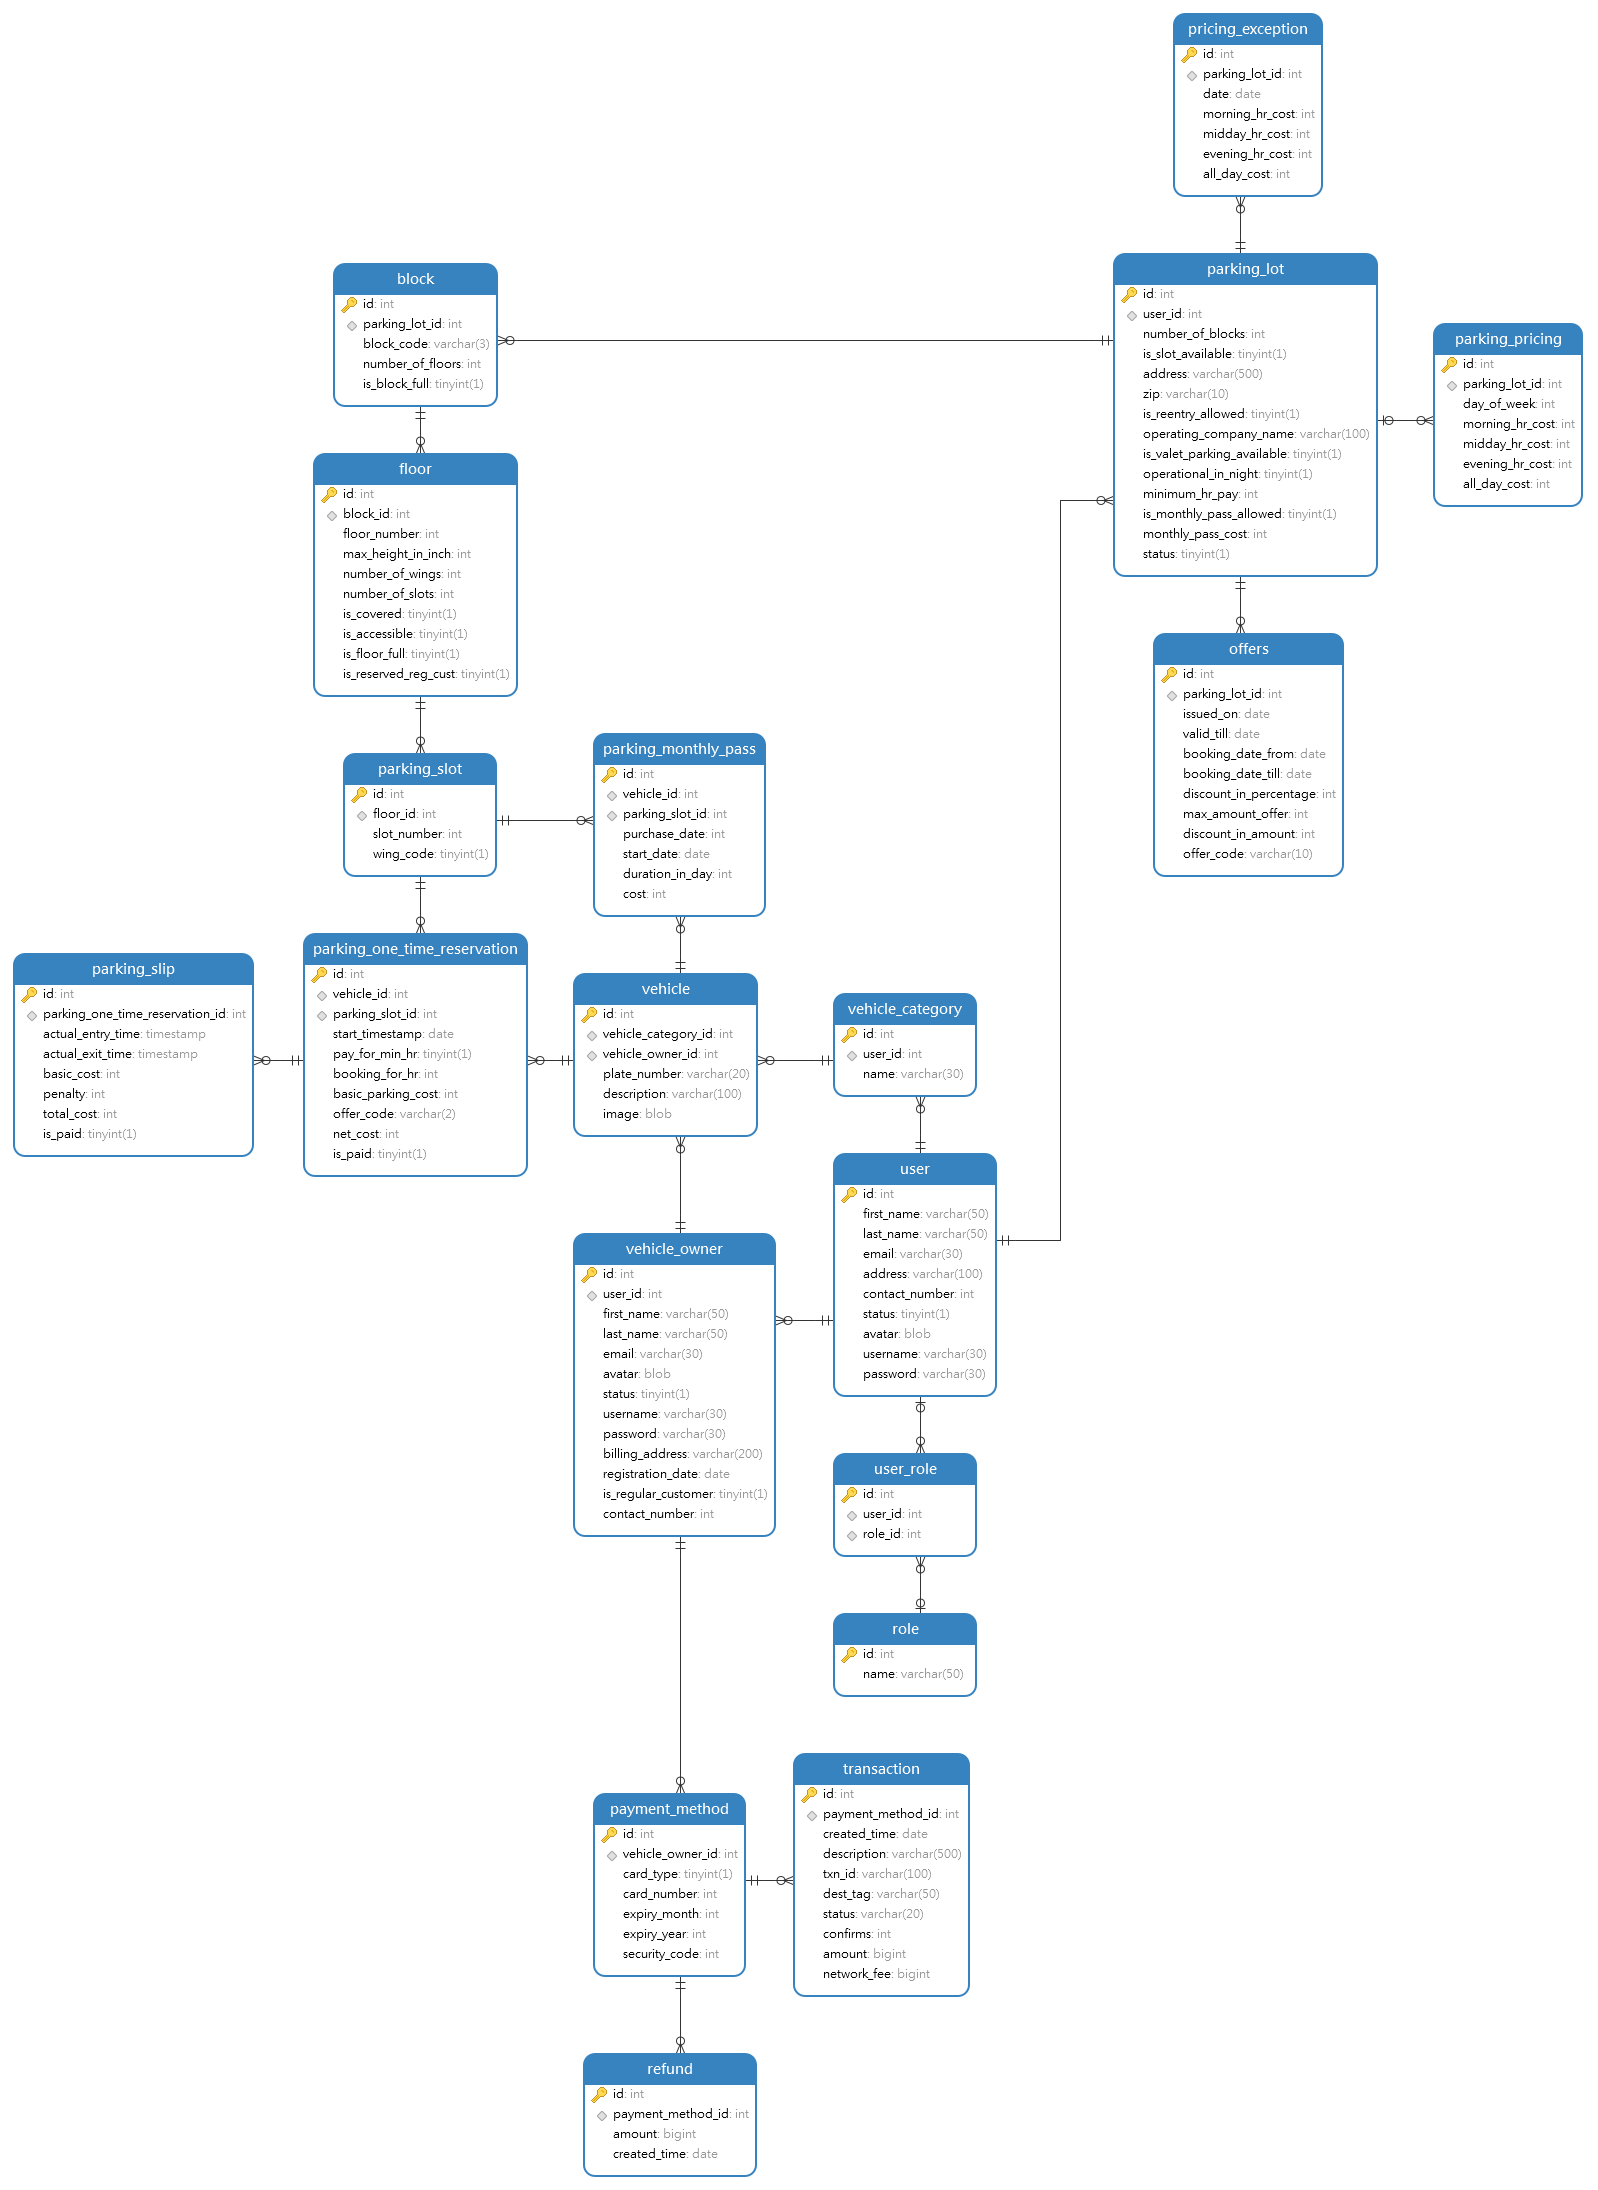 pricing_exception
id: int
parking_lot_id: int
date: date
morning_hr_cost: int
midday_hr_cost: int
evening_hr_cost: int
all_day_cost: int
block
id: int
parking_lot_id: int
block_code: varchar(3)
number_of_floors: int
is_block_full: tinyint(1)
parking_lot
id: int
user_id: int
number_of_blocks: int
is_slot_available: tinyint(1)
address: varchar(500)
zip: varchar(10)
is_reentry_allowed: tinyint(1)
operating_company_name: varchar(100)
is_valet_parking_available: tinyint(1)
operational_in_night: tinyint(1)
minimum_hr_pay: int
is_monthly_pass_allowed: tinyint(1)
monthly_pass_cost: int
status: tinyint(1)
parking_pricing
id: int
parking_lot_id: int
day_of_week: int
morning_hr_cost: int
midday_hr_cost: int
evening_hr_cost: int
all_day_cost: int
floor
id: int
block_id: int
floor_number: int
max_height_in_inch: int
number_of_wings: int
number_of_slots: int
is_covered: tinyint(1)
is_accessible: tinyint(1)
is_floor_full: tinyint(1)
is_reserved_reg_cust: tinyint(1)
offers
id: int
parking_lot_id: int
issued_on: date
valid_till: date
booking_date_from: date
booking_date_till: date
discount_in_percentage: int
max_amount_offer: int
discount_in_amount: int
offer_code: varchar(10)
parking_slot
id: int
floor_id: int
slot_number: int
wing_code: tinyint(1)
parking_monthly_pass
id: int
vehicle_id: int
parking_slot_id: int
purchase_date: int
start_date: date
duration_in_day: int
cost: int
parking_slip
id: int
parking_one_time_reservation_id: int
actual_entry_time: timestamp
actual_exit_time: timestamp
basic_cost: int
penalty: int
total_cost: int
is_paid: tinyint(1)
parking_one_time_reservation
id: int
vehicle_id: int
parking_slot_id: int
start_timestamp: date
pay_for_min_hr: tinyint(1)
booking_for_hr: int
basic_parking_cost: int
offer_code: varchar(2)
net_cost: int
is_paid: tinyint(1)
vehicle
id: int
vehicle_category_id: int
vehicle_owner_id: int
plate_number: varchar(20)
description: varchar(100)
image: blob
vehicle_category
id: int
user_id: int
name: varchar(30)
user
id: int
first_name: varchar(50)
last_name: varchar(50)
email: varchar(30)
address: varchar(100)
contact_number: int
status: tinyint(1)
avatar: blob
username: varchar(30)
password: varchar(30)
vehicle_owner
id: int
user_id: int
first_name: varchar(50)
last_name: varchar(50)
email: varchar(30)
avatar: blob
status: tinyint(1)
username: varchar(30)
password: varchar(30)
billing_address: varchar(200)
registration_date: date
is_regular_customer: tinyint(1)
contact_number: int
user_role
id: int
user_id: int
role_id: int
role
id: int
name: varchar(50)
transaction
id: int
payment_method_id: int
created_time: date
description: varchar(500)
txn_id: varchar(100)
dest_tag: varchar(50)
status: varchar(20)
confirms: int
amount: bigint
network_fee: bigint
payment_method
id: int
vehicle_owner_id: int
card_type: tinyint(1)
card_number: int
expiry_month: int
expiry_year: int
security_code: int
refund
id: int
payment_method_id: int
amount: bigint
created_time: date